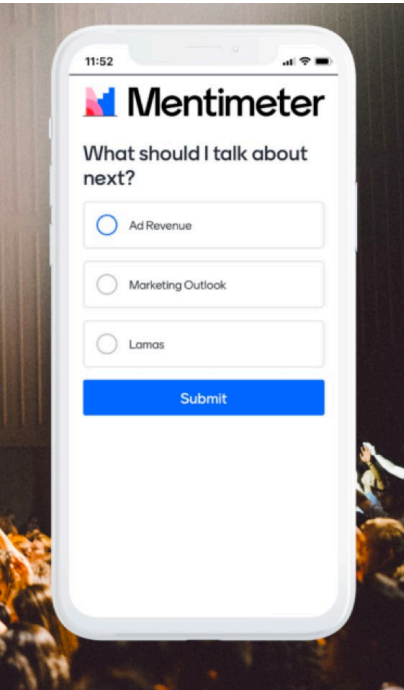 11:52
Mentimeter
What should I talk about
next?
Ad Revenue
Marketing Outlook
Lamas
Submit